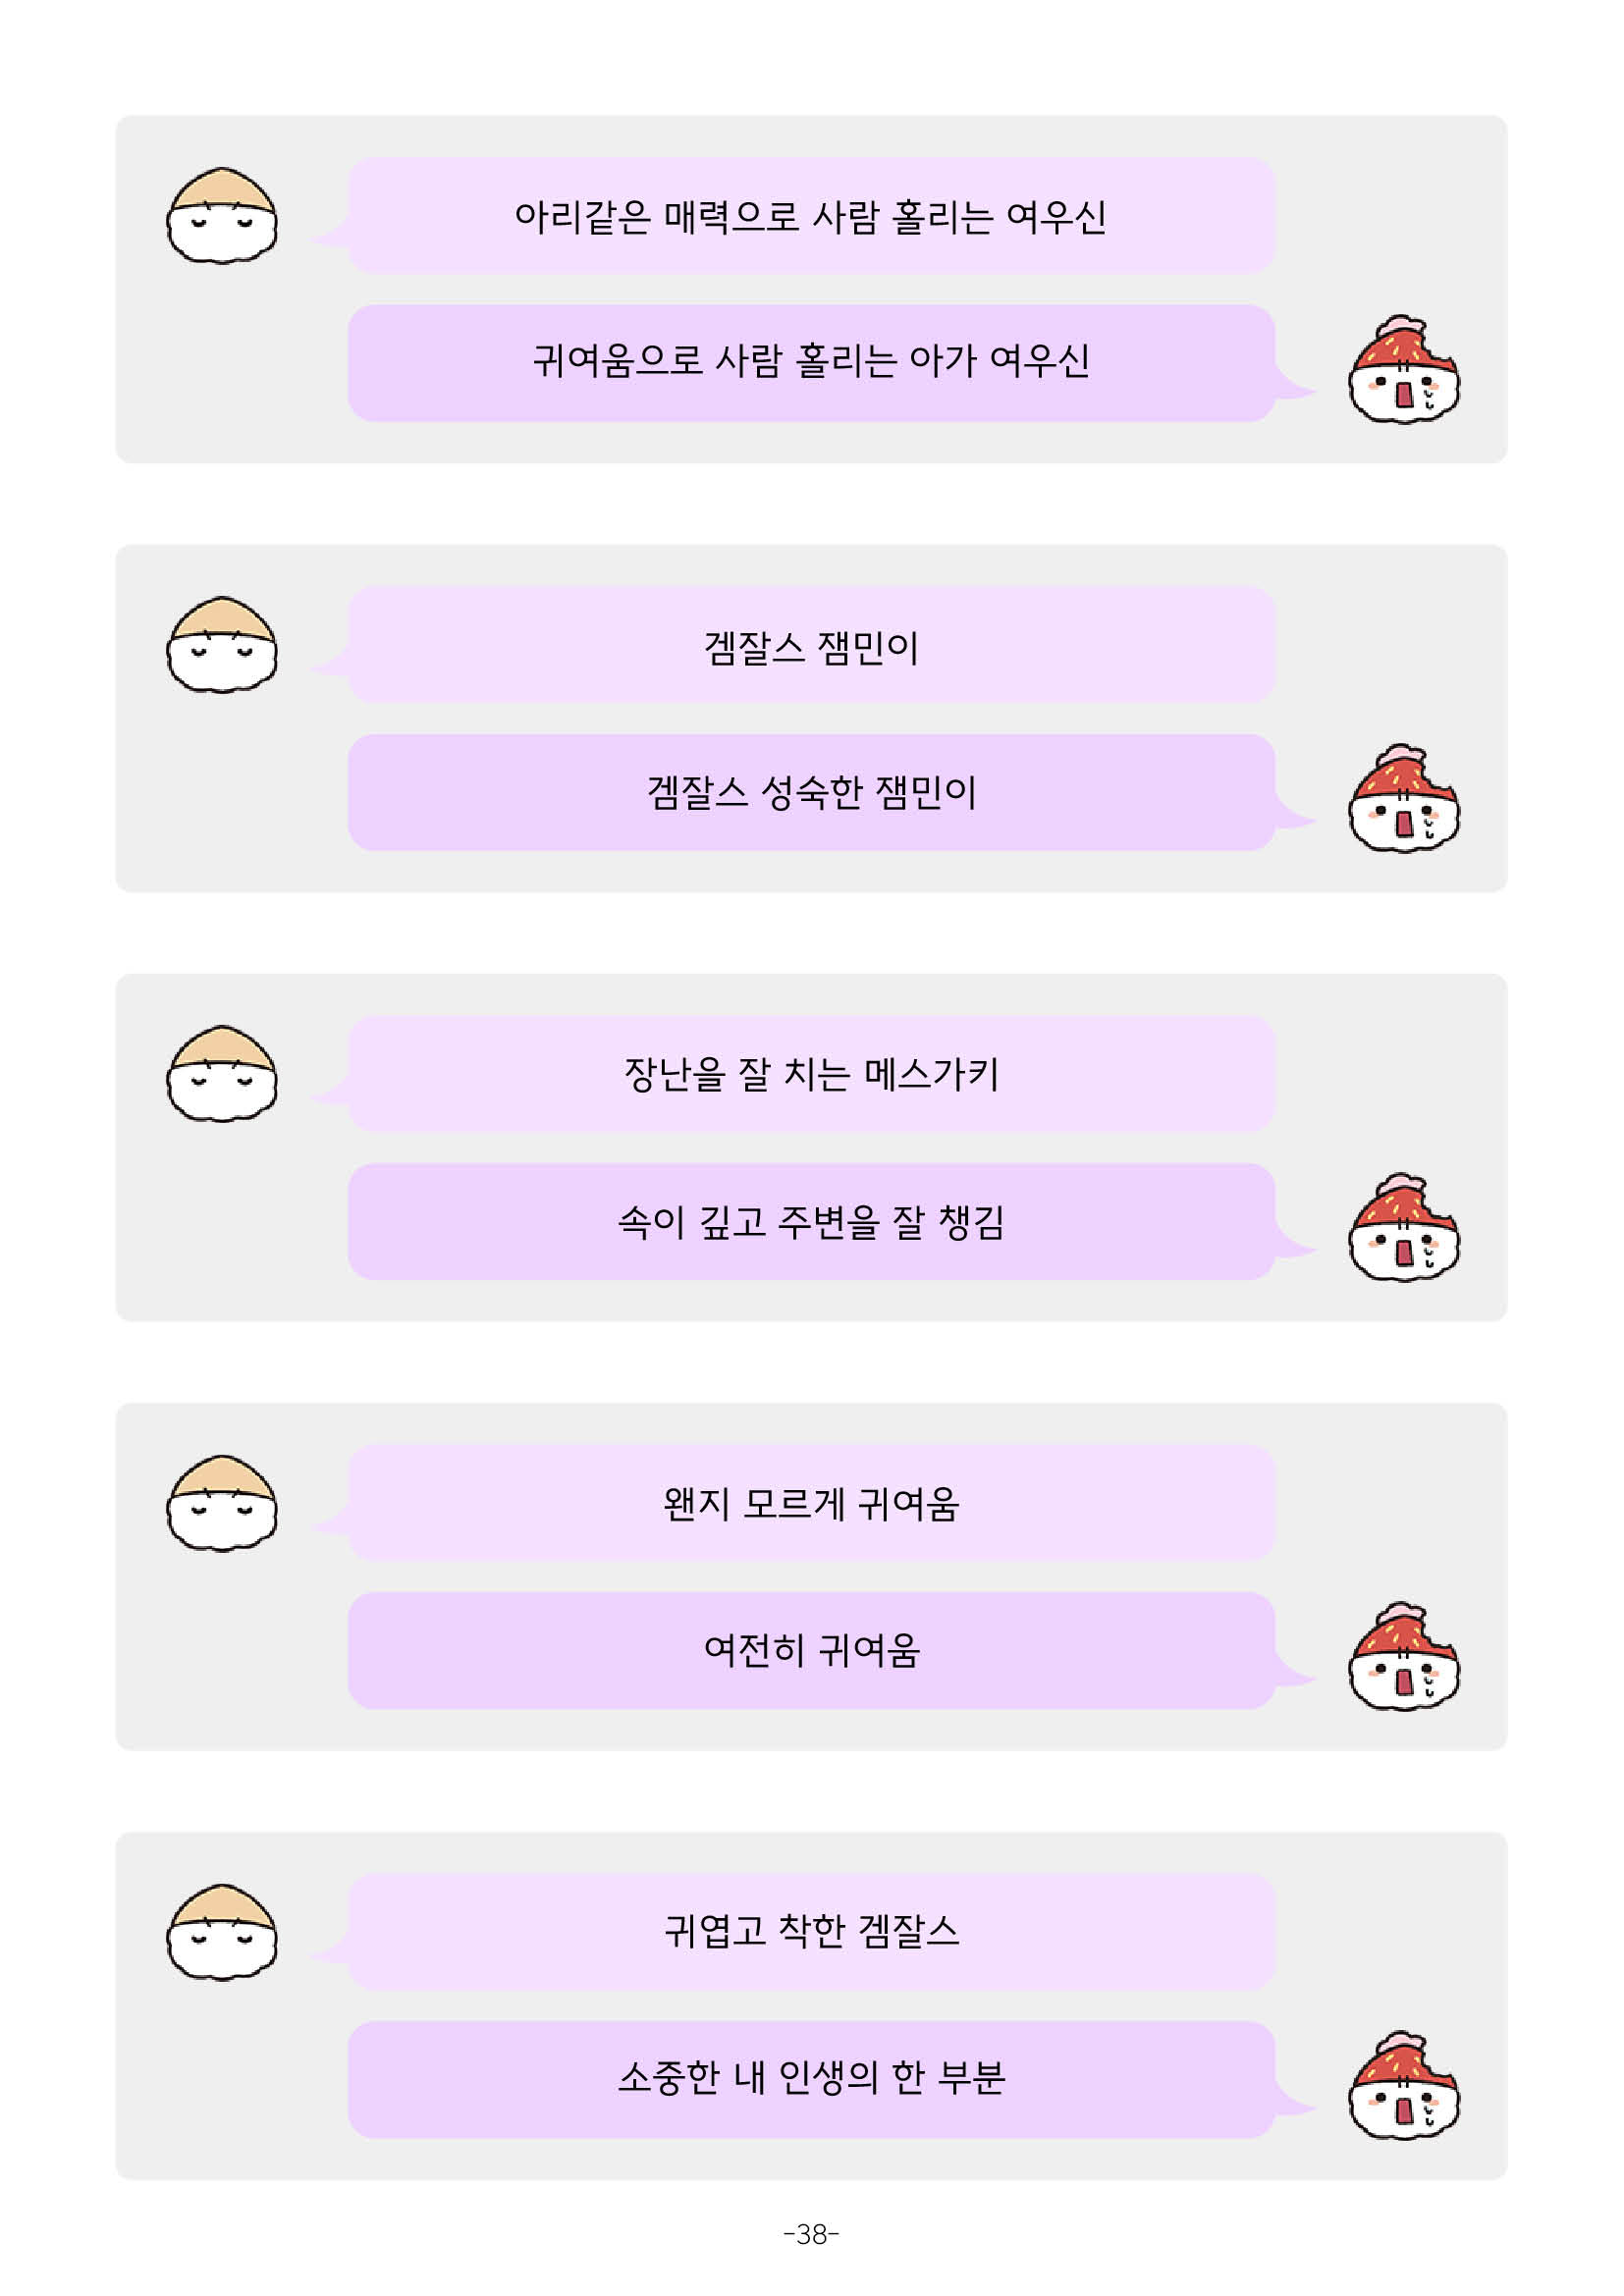 아리같은 매력으로 사람 홀리는 여우신
귀여움으로 사람 홀리는 아가 여우신
겜잘스 잼민이
겜잘스 성숙한 잼민이
장난을 잘 치는 메스가키
속이 깊고 주변을 잘 챙김
왠지 모르게 귀여움
여전히 귀여움
귀엽고 착한 겜잘스
소중한 내 인생의 한 부분
-38-